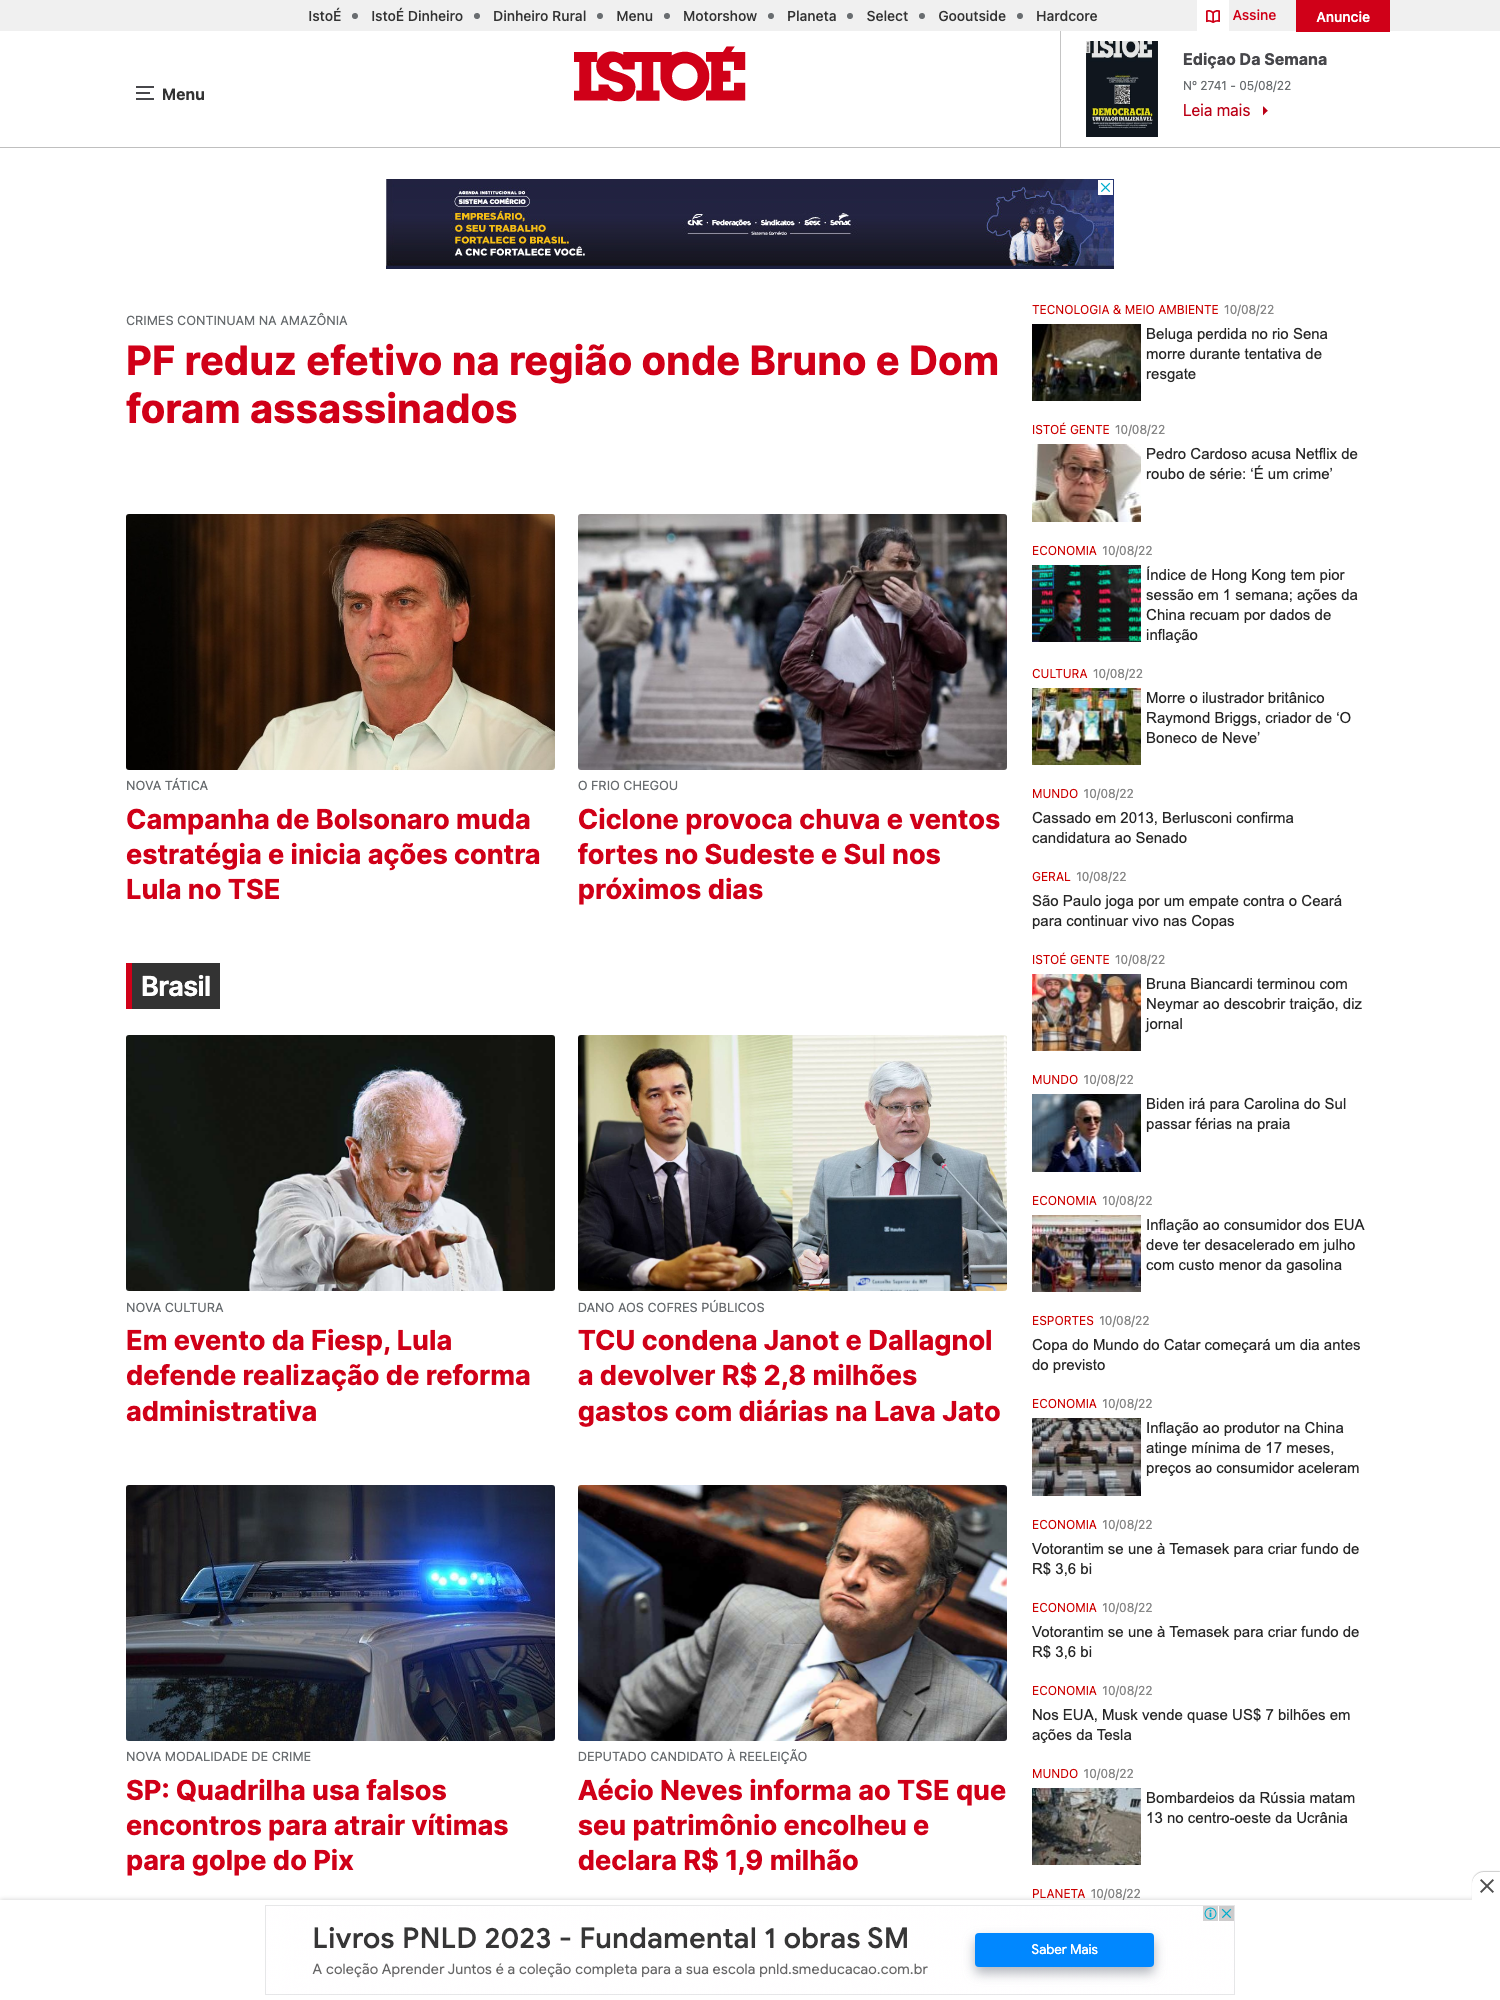 IstoÉ • IstoÉ Dinheiro • Dinheiro Rural • Menu • Motorshow • Planeta • Select • Gooutside • Hardcore
Assine
Anuncie
Menu
ISTOÉ
ISTOÉ
DEMOCRACIA,
UM VALOR INALIENÁVEL
Ediçao Da Semana
Nº 2741 - 05/08/22
Leia mais
AGENDA INSTITUCIONAL DO
SISTEMA COMÉRCIO
EMPRESÁRIO,
O SEU TRABALHO
FORTALECE O BRASIL.
A CNC FORTALECE VOCÊ.
CNC · Federações · Sindicatos · Sesc · Senac
Sistema Comércio
CRIMES CONTINUAM NA AMAZÔNIA
PF reduz efetivo na região onde Bruno e Dom
foram assassinados
NOVA TÁTICA
Campanha de Bolsonaro muda
estratégia e inicia ações contra
Lula no TSE
O FRIO CHEGOU
Ciclone provoca chuva e ventos
fortes no Sudeste e Sul nos
próximos dias
Brasil
NOVA CULTURA
Em evento da Fiesp, Lula
defende realização de reforma
administrativa
Itautec
Conselho Superior do MPF
DANO AOS COFRES PÚBLICOS
TCU condena Janot e Dallagnol
a devolver R$ 2,8 milhões
gastos com diárias na Lava Jato
NOVA MODALIDADE DE CRIME
SP: Quadrilha usa falsos
encontros para atrair vítimas
para golpe do Pix
DEPUTADO CANDIDATO À REELEIÇÃO
Aécio Neves informa ao TSE que
seu patrimônio encolheu e
declara R$ 1,9 milhão
TECNOLOGIA & MEIO AMBIENTE 10/08/22
Beluga perdida no rio Sena
morre durante tentativa de
resgate
ISTOÉ GENTE 10/08/22
Pedro Cardoso acusa Netflix de
roubo de série: ‘É um crime’
ECONOMIA 10/08/22
Índice de Hong Kong tem pior
sessão em 1 semana; ações da
China recuam por dados de
inflação
CULTURA 10/08/22
Morre o ilustrador britânico
Raymond Briggs, criador de ‘O
Boneco de Neve’
MUNDO 10/08/22
Cassado em 2013, Berlusconi confirma
candidatura ao Senado
GERAL 10/08/22
São Paulo joga por um empate contra o Ceará
para continuar vivo nas Copas
ISTOÉ GENTE 10/08/22
Bruna Biancardi terminou com
Neymar ao descobrir traição, diz
jornal
MUNDO 10/08/22
Biden irá para Carolina do Sul
passar férias na praia
ECONOMIA 10/08/22
Inflação ao consumidor dos EUA
deve ter desacelerado em julho
com custo menor da gasolina
ESPORTES 10/08/22
Copa do Mundo do Catar começará um dia antes
do previsto
ECONOMIA 10/08/22
Inflação ao produtor na China
atinge mínima de 17 meses,
preços ao consumidor aceleram
ECONOMIA 10/08/22
Votorantim se une à Temasek para criar fundo de
R$ 3,6 bi
ECONOMIA 10/08/22
Votorantim se une à Temasek para criar fundo de
R$ 3,6 bi
ECONOMIA 10/08/22
Nos EUA, Musk vende quase US$ 7 bilhões em
ações da Tesla
MUNDO 10/08/22
Bombardeios da Rússia matam
13 no centro-oeste da Ucrânia
PLANETA 10/08/22
Livros PNLD 2023 - Fundamental 1 obras SM
A coleção Aprender Juntos é a coleção completa para a sua escola pnld.smeducacao.com.br
Saber Mais